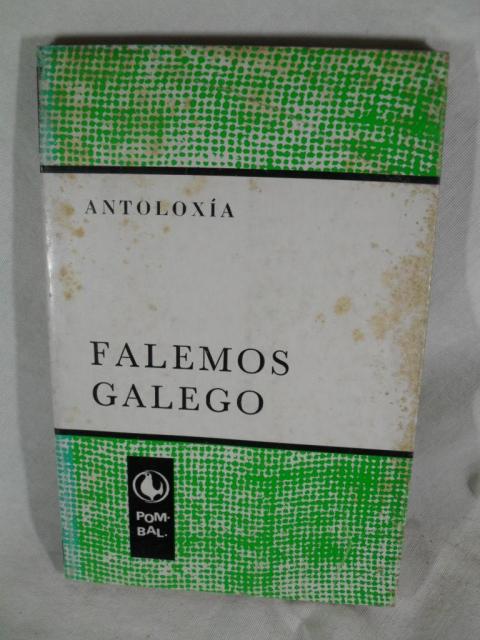 ANTOLOXÍA
FALEMOS
GALEGO
POM-
BAL.